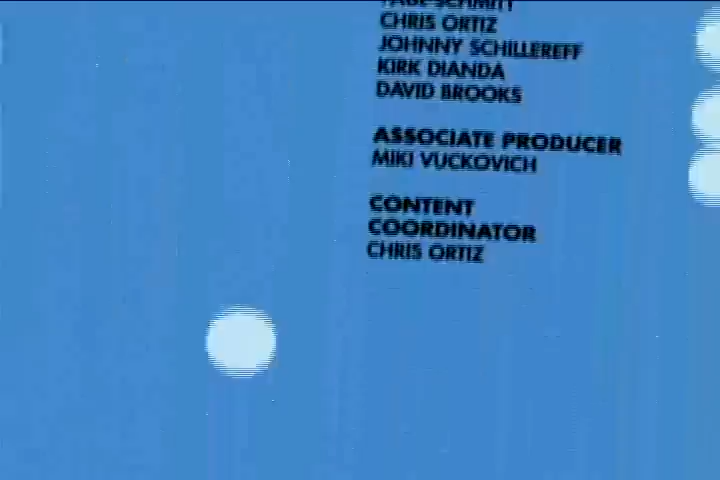 CHRIS ORTIZ
JOHNNY SCHILLEREFF
KIRK DIANDA
DAVID BROOKS
ASSOCIATE PRODUCER
MIKI VUCKOVICH
CONTENT
COORDINATOR
CHRIS ORTIZ